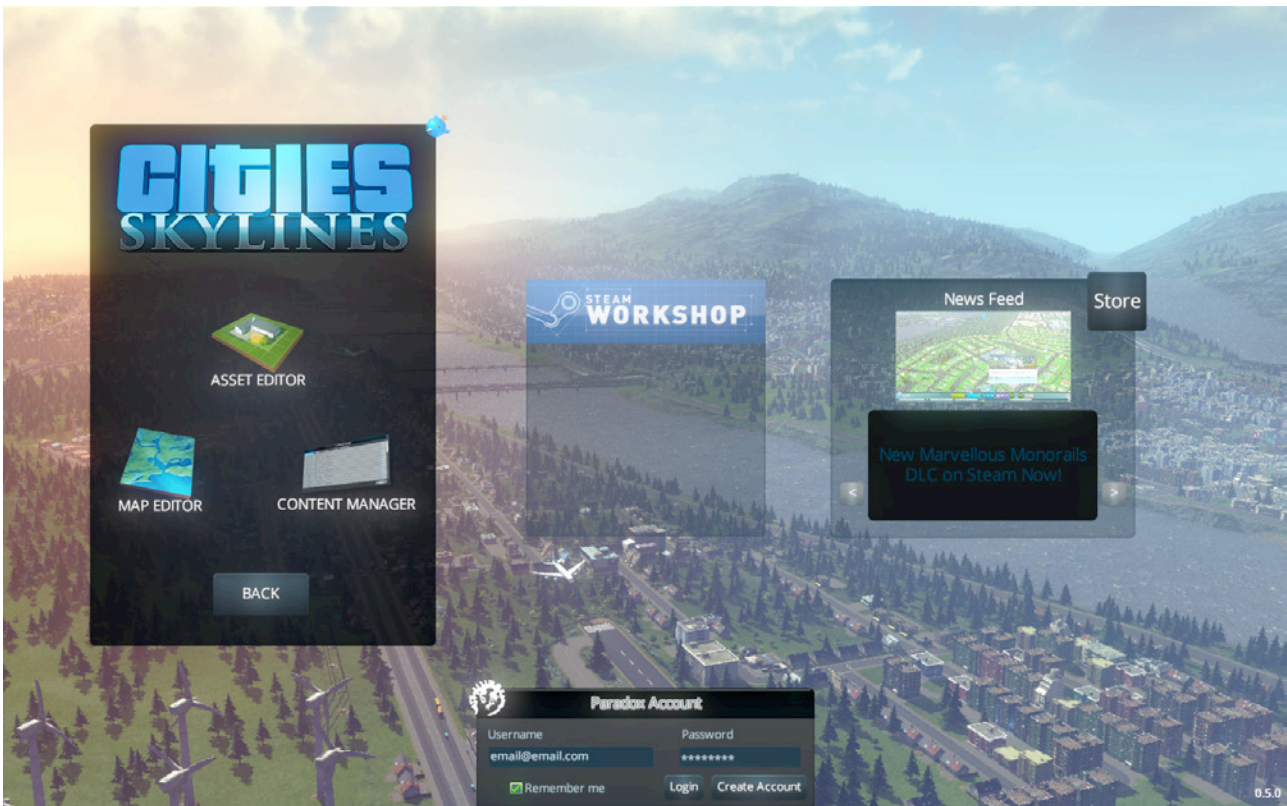 CITIES
SKYLINES
ASSET EDITOR
MAP EDITOR
CONTENT MANAGER
BACK
STEAM
WORKSHOP
News Feed
Store
New Marvellous Monorails
DLC on Steam Now!
<
>
Paradox Account
Username
Password
email@email.com
********
Remember me
Login
Create Account
0.5.0